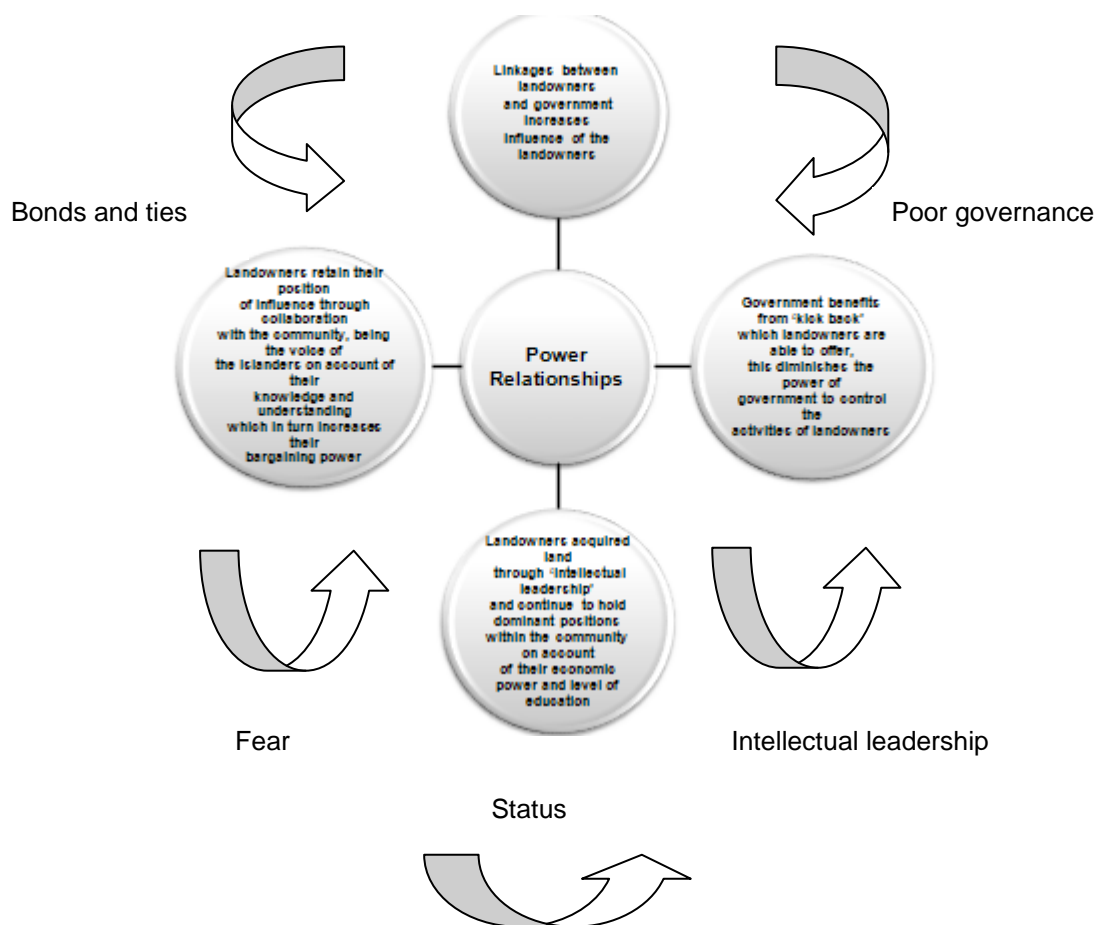 Linkages between
landowners
and government
increases
influence of the
landowners
Bonds and ties
Poor governance
Landowners retain their
position
of influence through
collaboration
with the community, being
the voice of
the islanders on account of
their
knowledge and
understanding
which in turn increases
their
bargaining power
Power
Relationships
Government benefits
from ‘kick back’
which landowners are
able to offer,
this diminishes the
power of
government to control
the
activities of landowners
Landowners acquired
land
through ‘intellectual
leadership’
and continue to hold
dominant positions
within the community
on account
of their economic
power and level of
education
Fear
Intellectual leadership
Status